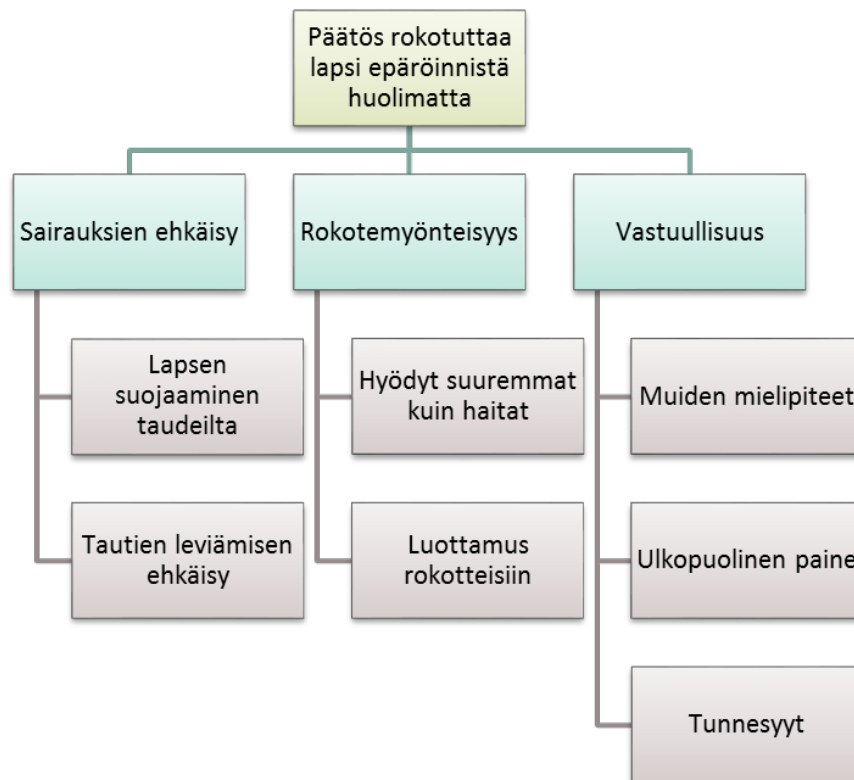 Päätös rokotuttaa
lapsi epäröinnistä
huolimatta
Sairauksien ehkäisy
Rokotemyönteisyys
Vastuullisuus
Lapsen
suojaaminen
taudeilta
Hyödyt suuremmat
kuin haitat
Muiden mielipiteet
Tautien leviämisen
ehkäisy
Luottamus
rokotteisiin
Ulkopuolinen paine
Tunnesyyt